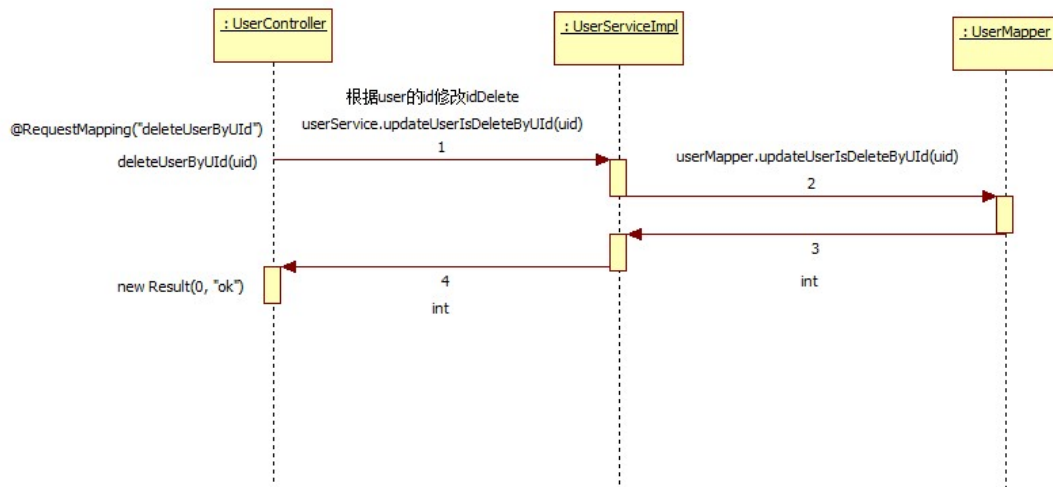 : UserController
: UserServiceImpl
: UserMapper
根据user的id修改idDelete
@RequestMapping("deleteUserByUId")
userService.updateUserIsDeleteByUId(uid)
1
deleteUserByUId(uid)
userMapper.updateUserIsDeleteByUId(uid)
2
3
4
int
new Result(0, "ok")
int